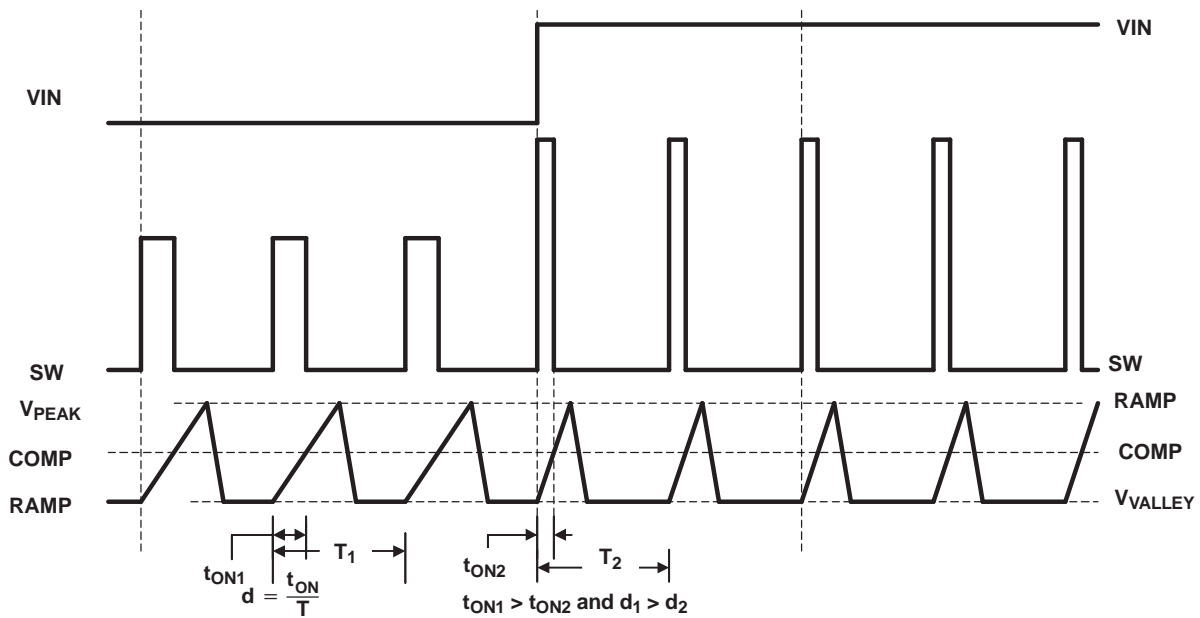 VIN
VIN
SW
SW
VPEAK
RAMP
COMP
COMP
RAMP
VVALLEY
tON1
T1
d = tON/T
tON2
T2
tON1 > tON2 and d1 > d2